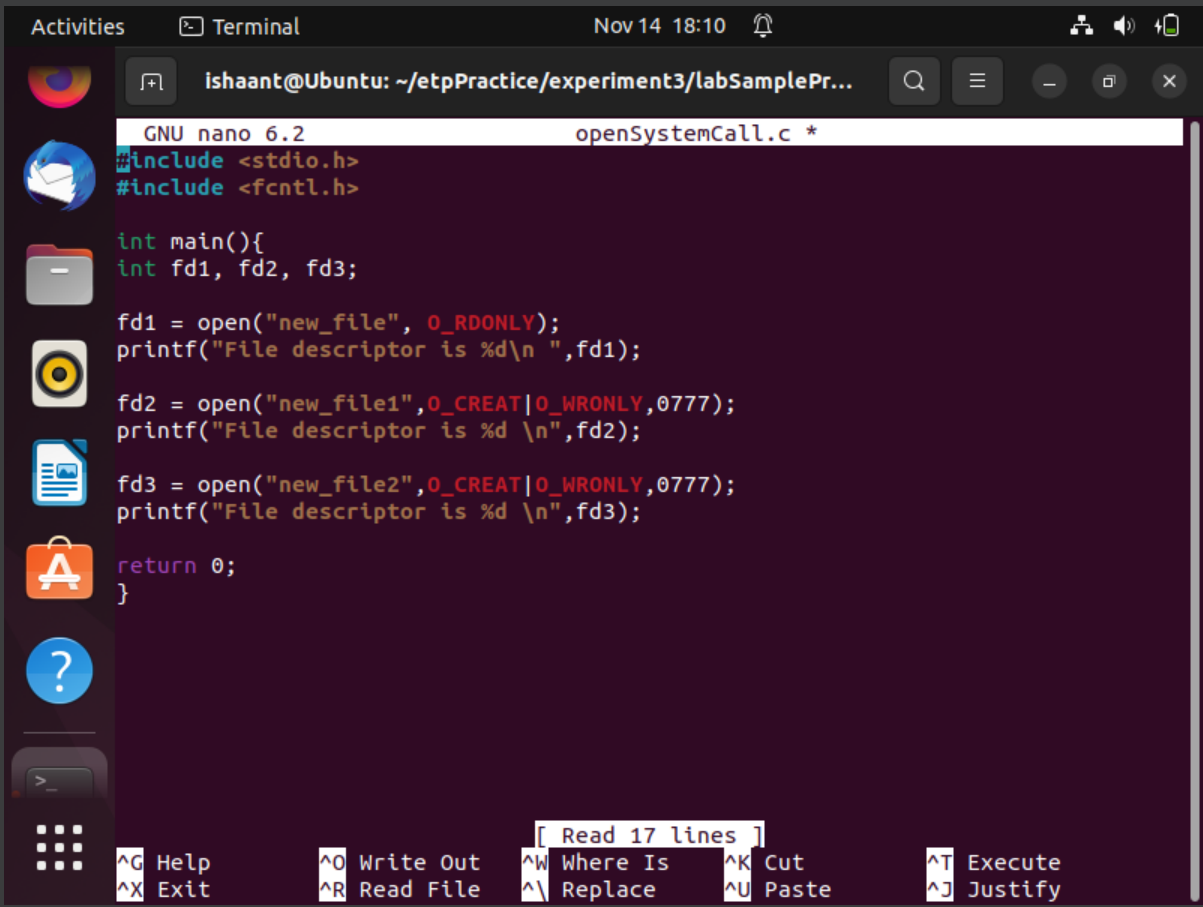 Activities Terminal Nov 14 18:10
ishaant@Ubuntu: ~/etpPractice/experiment3/labSamplePr...
GNU nano 6.2 openSystemCall.c *
#include <stdio.h>
#include <fcntl.h>
int main(){
int fd1, fd2, fd3;
fd1 = open("new_file", O_RDONLY);
printf("File descriptor is %d\n ",fd1);
fd2 = open("new_file1",O_CREAT|O_WRONLY,0777);
printf("File descriptor is %d \n",fd2);
fd3 = open("new_file2",O_CREAT|O_WRONLY,0777);
printf("File descriptor is %d \n",fd3);
return 0;
}
[ Read 17 lines ]
^G Help ^O Write Out ^W Where Is ^K Cut ^T Execute
^X Exit ^R Read File ^\ Replace ^U Paste ^J Justify